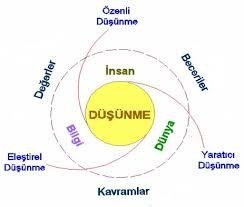 Özenli
Düşünme
Değerler
Beceriler
İnsan
DÜŞÜNME
Bilgi
Dünya
Eleştirel
Düşünme
Yaratıcı
Düşünme
Kavramlar